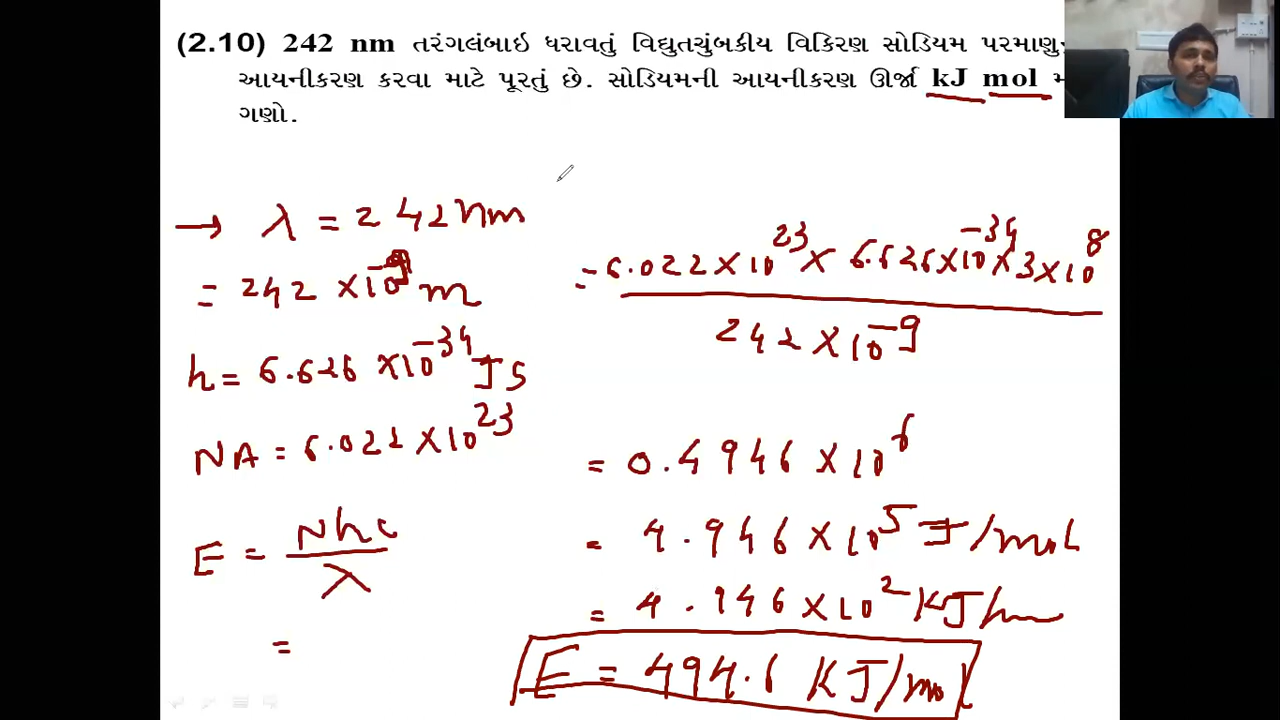 (2.10) 242 nm તરંગલંબાઇ ધરાવતું વિદ્યુતચુંબકીય વિકિરણ સોડિયમ પરમાણુ
આયનીકરણ કરવા માટે પૂરતું છે. સોડિયમની આયનીકરણ ઊર્જા kJ mol
ગણો.
→ λ = 242 nm
= 242 × 10⁻⁹ m
h = 6.626 × 10⁻³⁴ JS
NA = 6.022 × 10²³
E = Nhc
λ
=
= 6.022 × 10²³ × 6.626 × 10⁻³⁴ × 3 × 10⁸
242 × 10⁻⁹
= 0.4946 × 10⁶
= 4.946 × 10⁵ J/mol
= 4.946 × 10² KJ/m
E = 494.6 KJ/mol